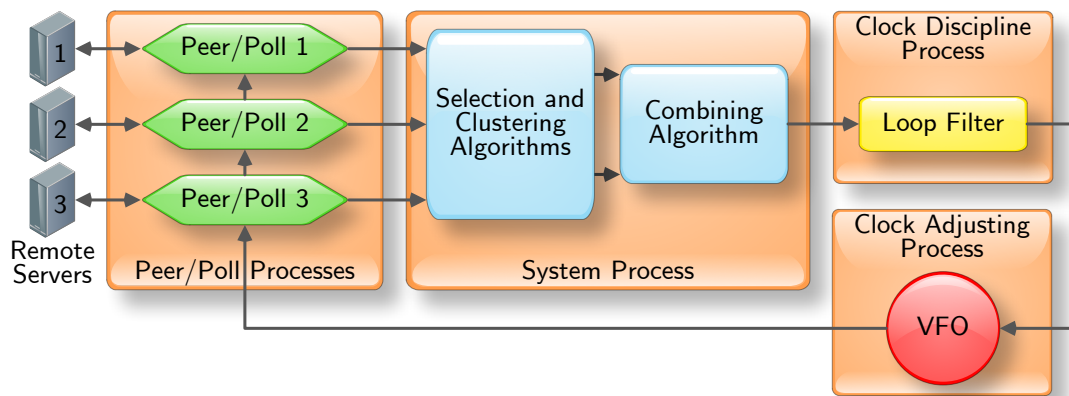 1
Peer/Poll 1
2
Peer/Poll 2
3
Peer/Poll 3
Remote
Servers
Peer/Poll Processes
Selection and
Clustering
Algorithms
Combining
Algorithm
System Process
Clock Discipline
Process
Loop Filter
Clock Adjusting
Process
VFO